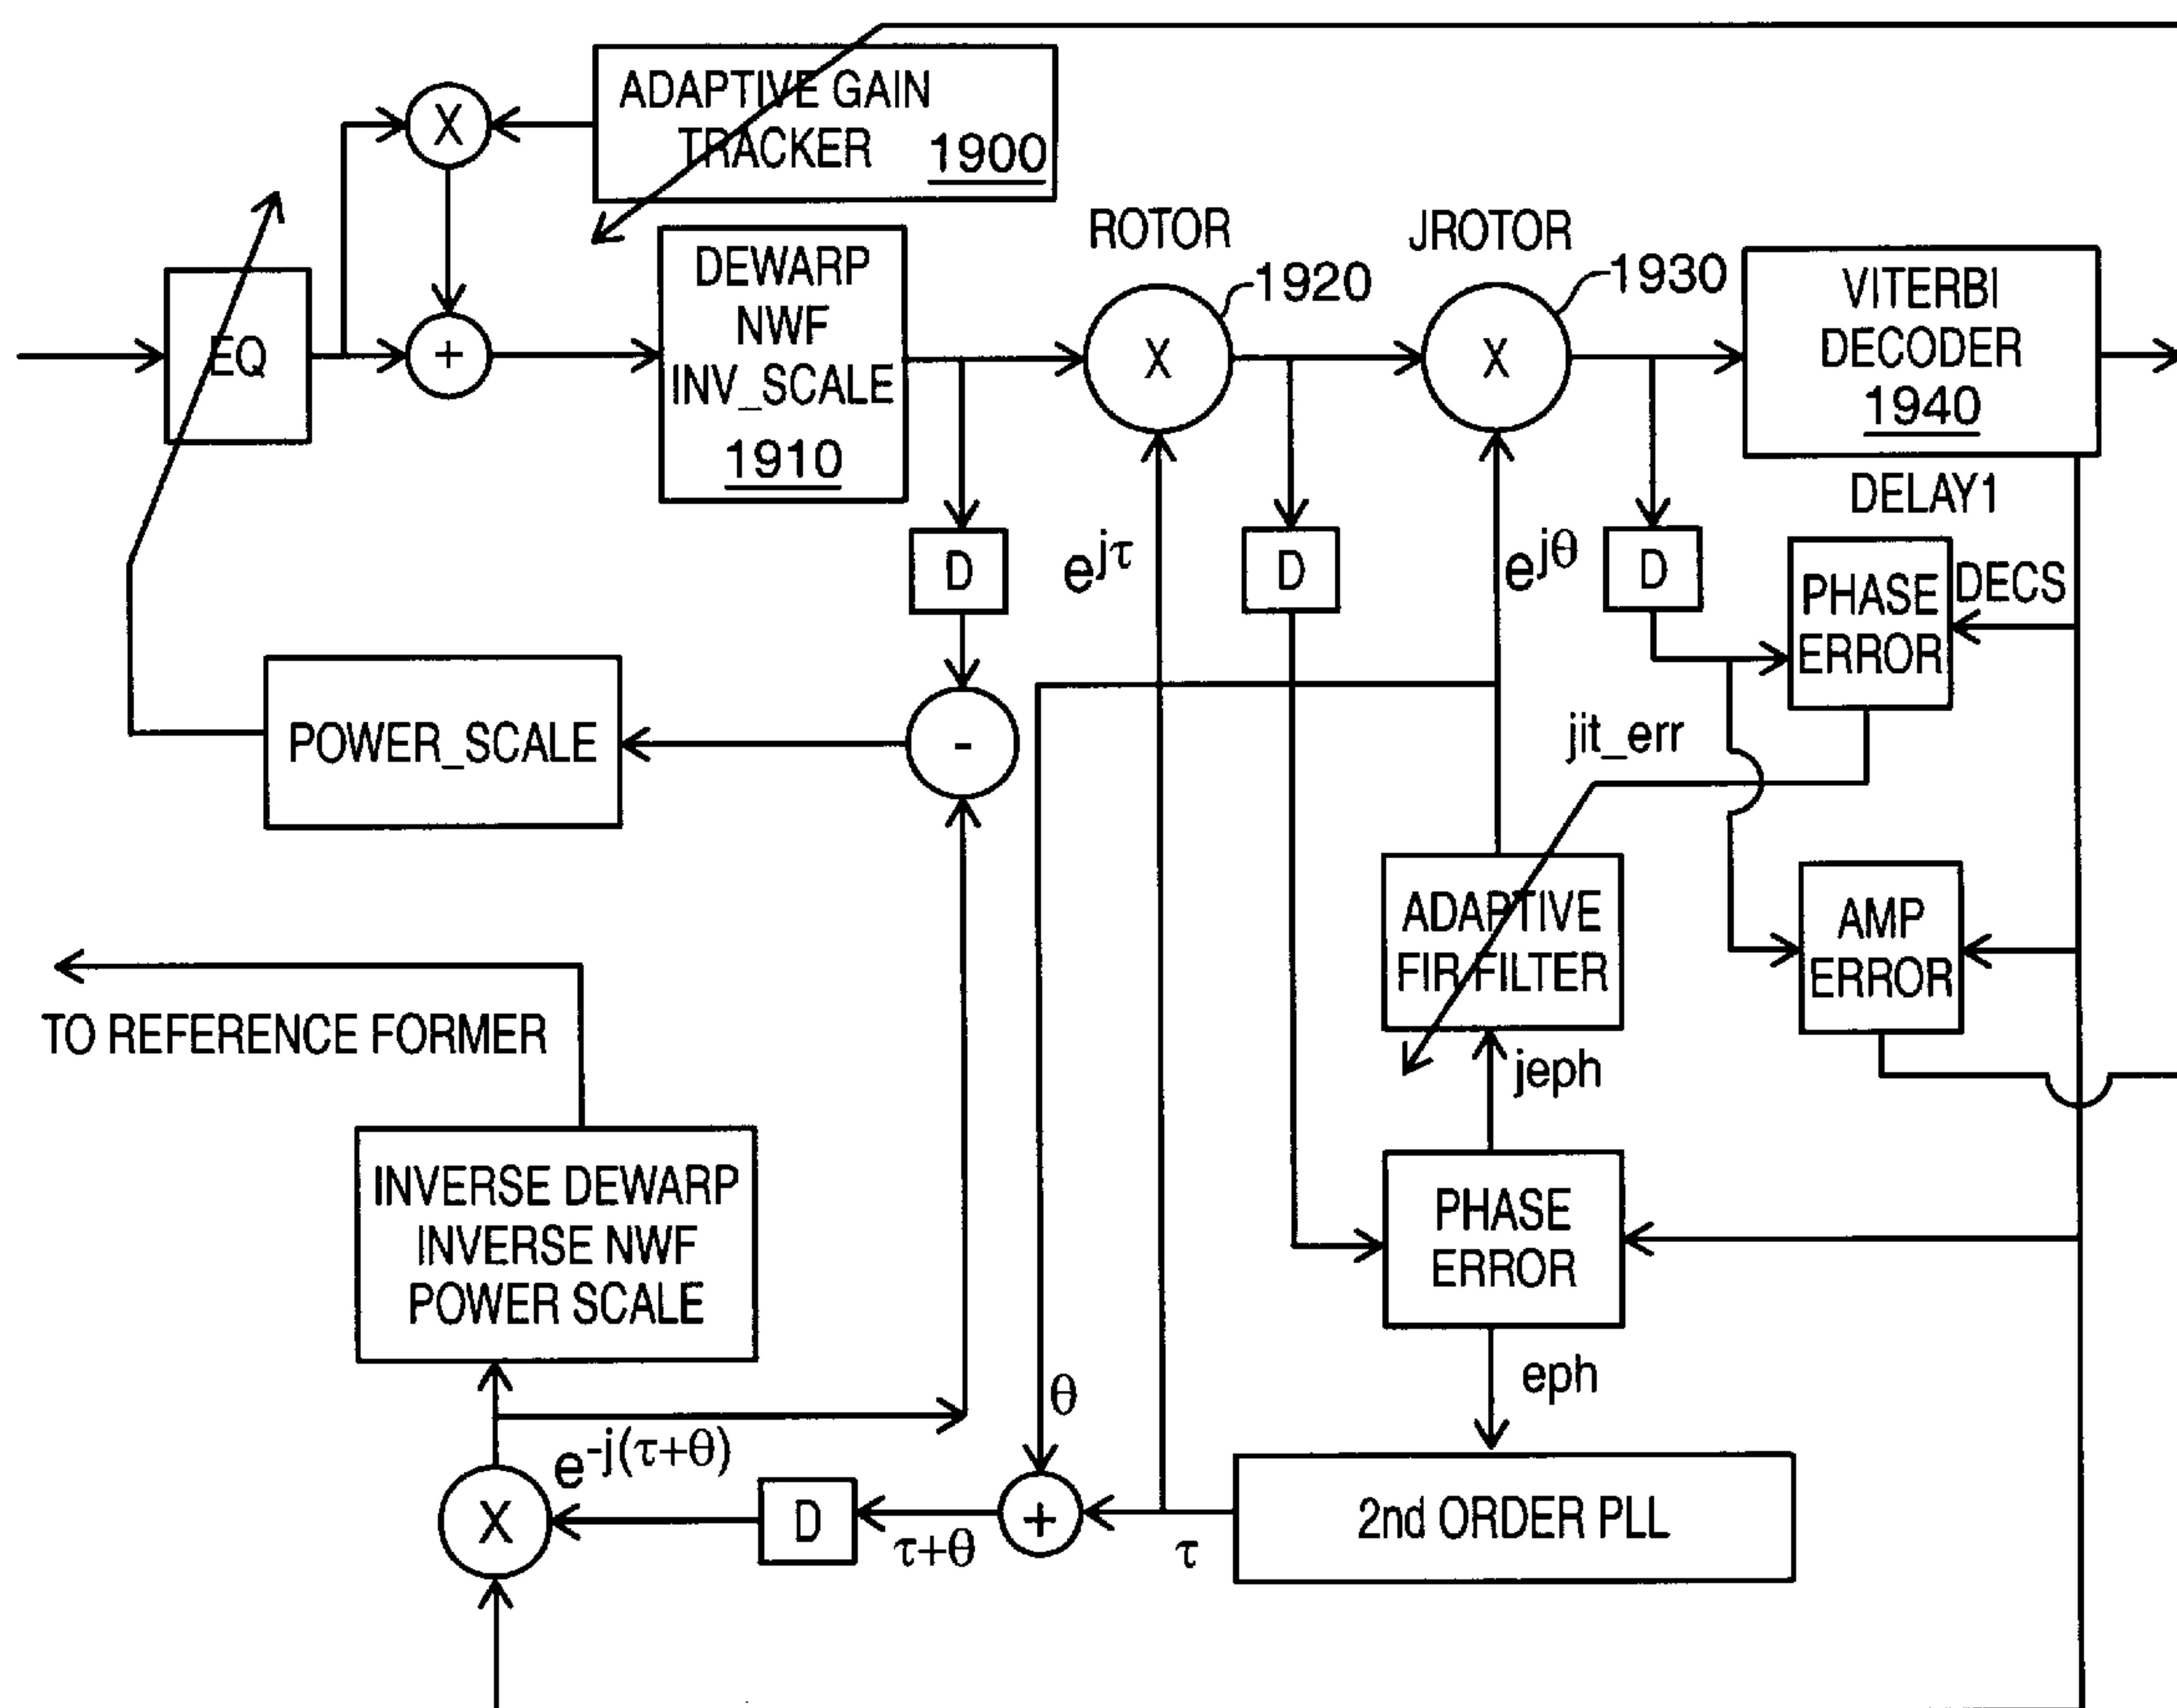 ADAPTIVE GAIN
TRACKER 1900
X
EQ
+
DEWARP
NWF
INV_SCALE
1910
ROTOR
1920
X
JROTOR
1930
X
VITERBI
DECODER
1940
DELAY1
D
e^jτ
D
e^jθ
D
PHASE
ERROR
DECS
POWER_SCALE
-
jit_err
ADAPTIVE
FIR FILTER
AMP
ERROR
TO REFERENCE FORMER
jeph
INVERSE DEWARP
INVERSE NWF
POWER SCALE
PHASE
ERROR
eph
θ
e^-j(τ+θ)
X
D
τ+θ
+
τ
2nd ORDER PLL